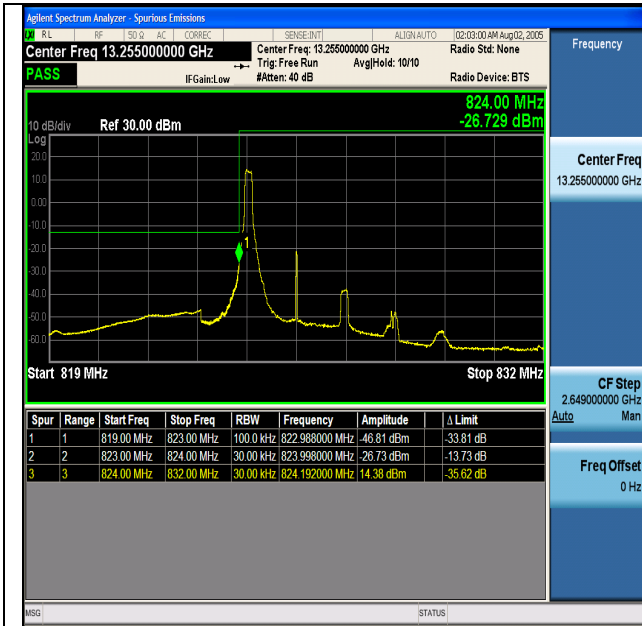 Agilent Spectrum Analyzer - Spurious Emissions
LXI RL RF 50 Ω AC CORREC SENSE:INT ALIGN AUTO 02:03:00 AM Aug 02, 2005
Center Freq 13.255000000 GHz
Center Freq: 13.255000000 GHz
Radio Std: None
Trig: Free Run Avg|Hold: 10/10
PASS
IFGain:Low
#Atten: 40 dB
Radio Device: BTS
824.00 MHz
-26.729 dBm
10 dB/div Ref 30.00 dBm
Log
20.0
10.0
0.00
-10.0
-20.0
-30.0
-40.0
-50.0
-60.0
1
Start 819 MHz Stop 832 MHz
Spur Range Start Freq Stop Freq RBW Frequency Amplitude Δ Limit
1 1 819.00 MHz 823.00 MHz 100.0 kHz 822.988000 MHz -46.81 dBm -33.81 dB
2 2 823.00 MHz 824.00 MHz 30.00 kHz 823.998000 MHz -26.73 dBm -13.73 dB
3 3 824.00 MHz 832.00 MHz 30.00 kHz 824.192000 MHz 14.38 dBm -35.62 dB
MSG STATUS
Frequency
Center Freq
13.255000000 GHz
CF Step
2.649000000 GHz
Auto Man
Freq Offset
0 Hz